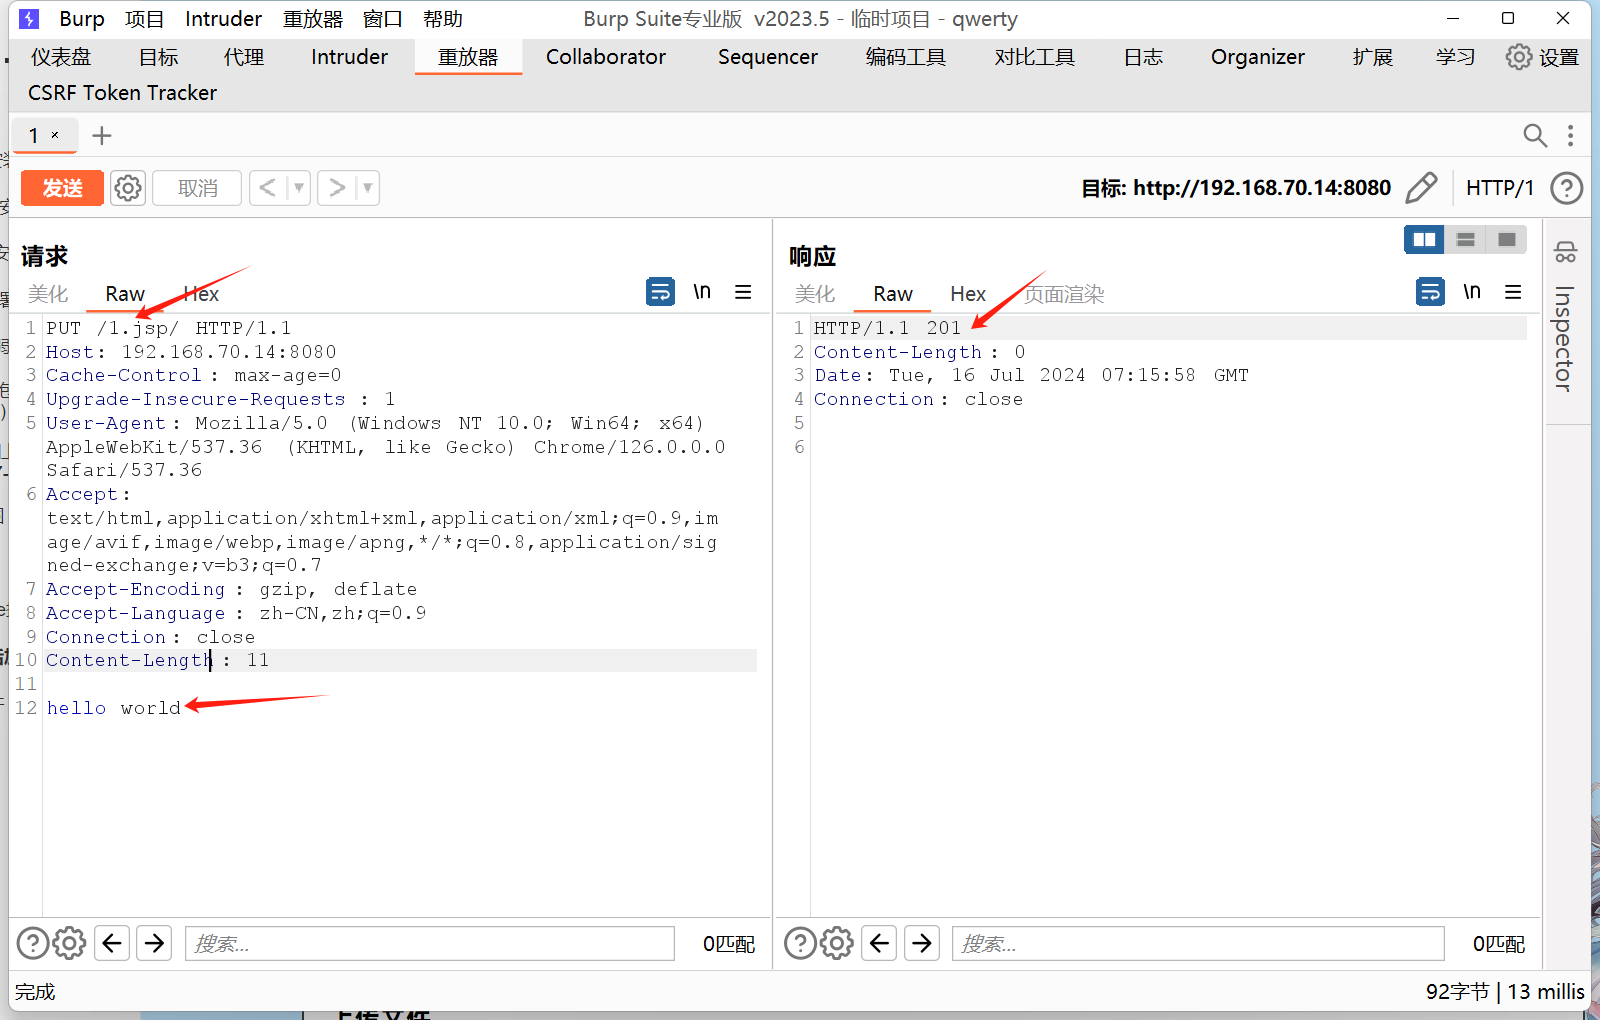 Burp 项目 Intruder 重放器 窗口 帮助 Burp Suite专业版 v2023.5 - 临时项目 - qwerty
仪表盘 目标 代理 Intruder 重放器 Collaborator Sequencer 编码工具 对比工具 日志 Organizer 扩展 学习 设置
CSRF Token Tracker
1 ×
发送 取消 目标: http://192.168.70.14:8080 HTTP/1
请求
美化 Raw Hex \n
1 PUT /1.jsp/ HTTP/1.1
2 Host: 192.168.70.14:8080
3 Cache-Control: max-age=0
4 Upgrade-Insecure-Requests: 1
5 User-Agent: Mozilla/5.0 (Windows NT 10.0; Win64; x64)
AppleWebKit/537.36 (KHTML, like Gecko) Chrome/126.0.0.0
Safari/537.36
6 Accept:
text/html,application/xhtml+xml,application/xml;q=0.9,im
age/avif,image/webp,image/apng,*/*;q=0.8,application/sig
ned-exchange;v=b3;q=0.7
7 Accept-Encoding: gzip, deflate
8 Accept-Language: zh-CN,zh;q=0.9
9 Connection: close
10 Content-Length: 11
11
12 hello world
搜索... 0匹配
响应
美化 Raw Hex 页面渲染 \n
1 HTTP/1.1 201
2 Content-Length: 0
3 Date: Tue, 16 Jul 2024 07:15:58 GMT
4 Connection: close
5
6
搜索... 0匹配
Inspector
完成 92字节 | 13 millis